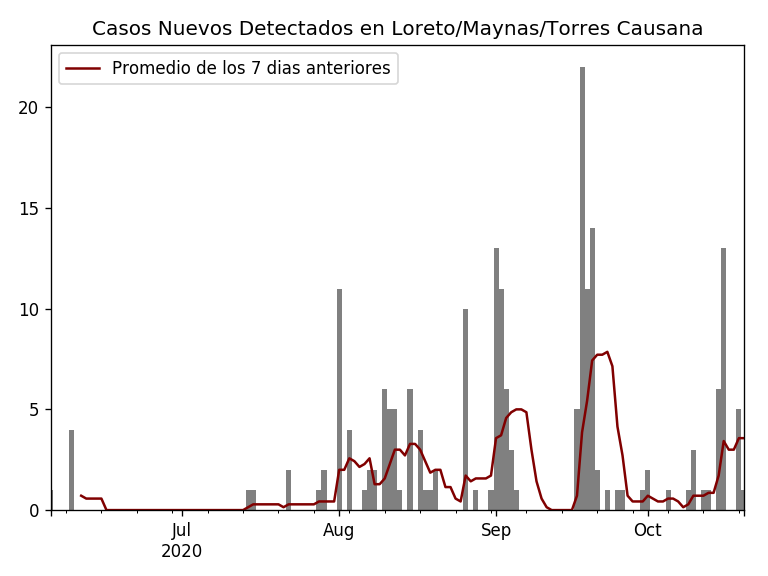 Casos Nuevos Detectados en Loreto/Maynas/Torres Causana
Promedio de los 7 dias anteriores
20
15
10
5
0
Jul
2020
Aug
Sep
Oct